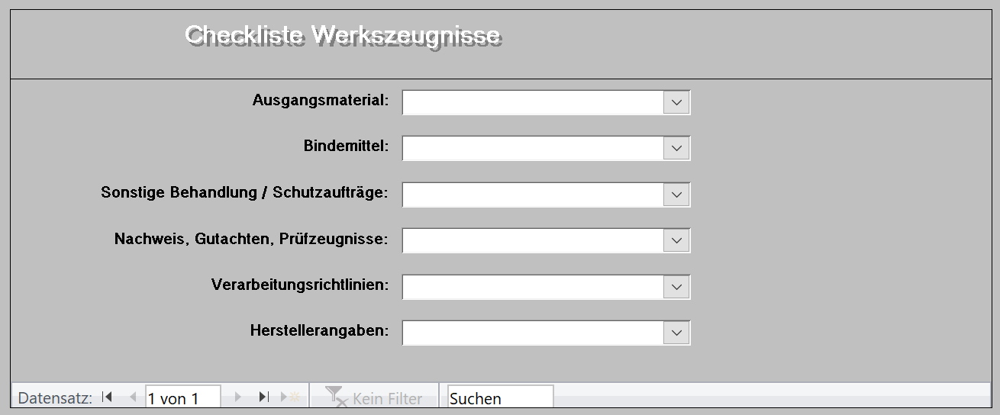 Checkliste Werkszeugnisse
Ausgangsmaterial:
Bindemittel:
Sonstige Behandlung / Schutzaufträge:
Nachweis, Gutachten, Prüfzeugnisse:
Verarbeitungsrichtlinien:
Herstellerangaben:
Datensatz: 1 von 1 Kein Filter Suchen